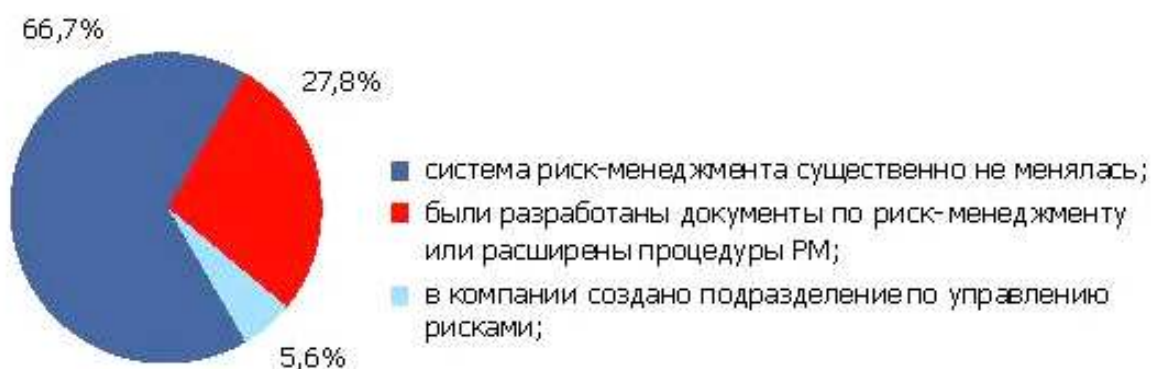 66,7%
27,8%
система риск-менеджмента существенно не менялась;
были разработаны документы по риск-менеджменту
или расширены процедуры РМ;
в компании создано подразделение по управлению
рисками;
5,6%